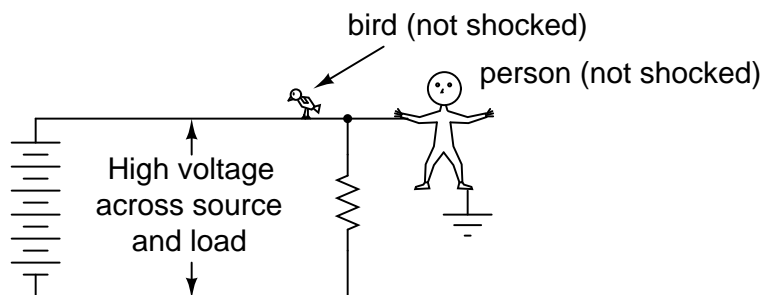 bird (not shocked)
person (not shocked)
High voltage
across source
and load